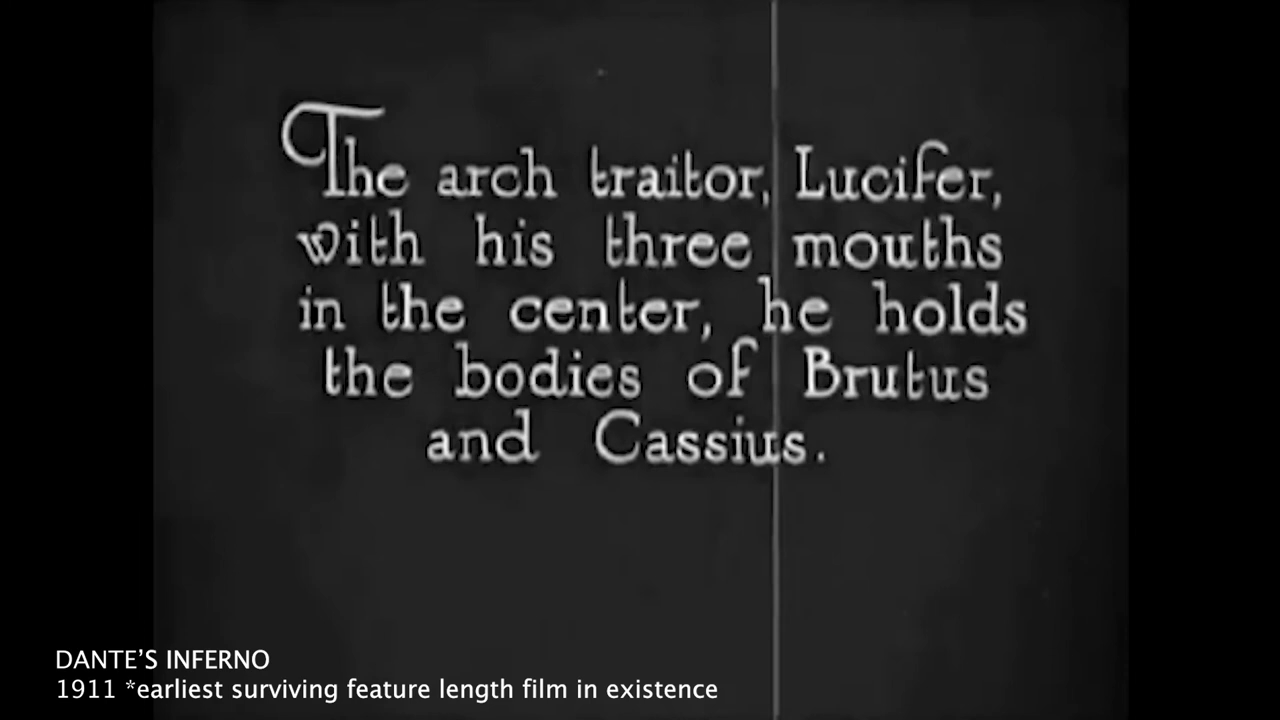 The arch traitor, Lucifer,
with his three mouths
in the center, he holds
the bodies of Brutus
and Cassius.
DANTE'S INFERNO
1911 *earliest surviving feature length film in existence